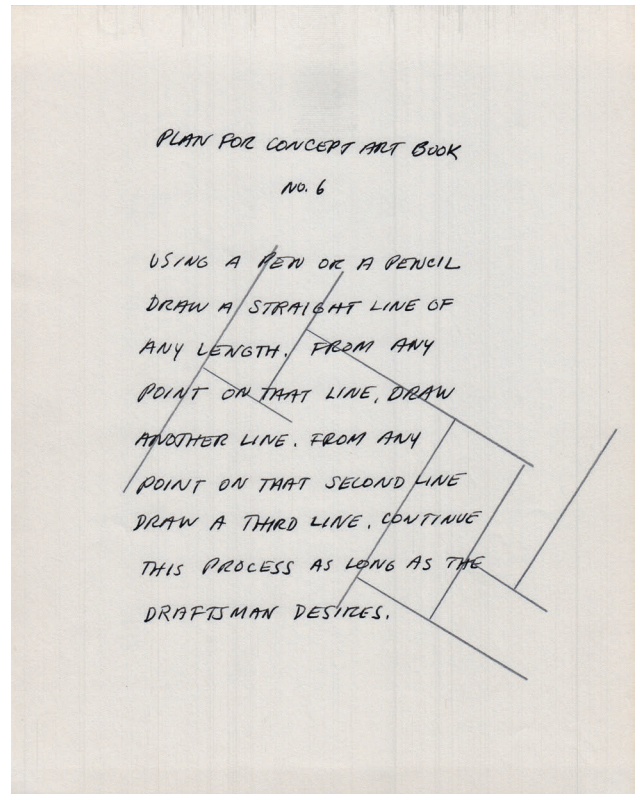 PLAN FOR CONCEPT ART BOOK
NO. 6
USING A PEN OR A PENCIL
DRAW A STRAIGHT LINE OF
ANY LENGTH. FROM ANY
POINT ON THAT LINE, DRAW
ANOTHER LINE. FROM ANY
POINT ON THAT SECOND LINE
DRAW A THIRD LINE. CONTINUE
THIS PROCESS AS LONG AS THE
DRAFTSMAN DESIRES.